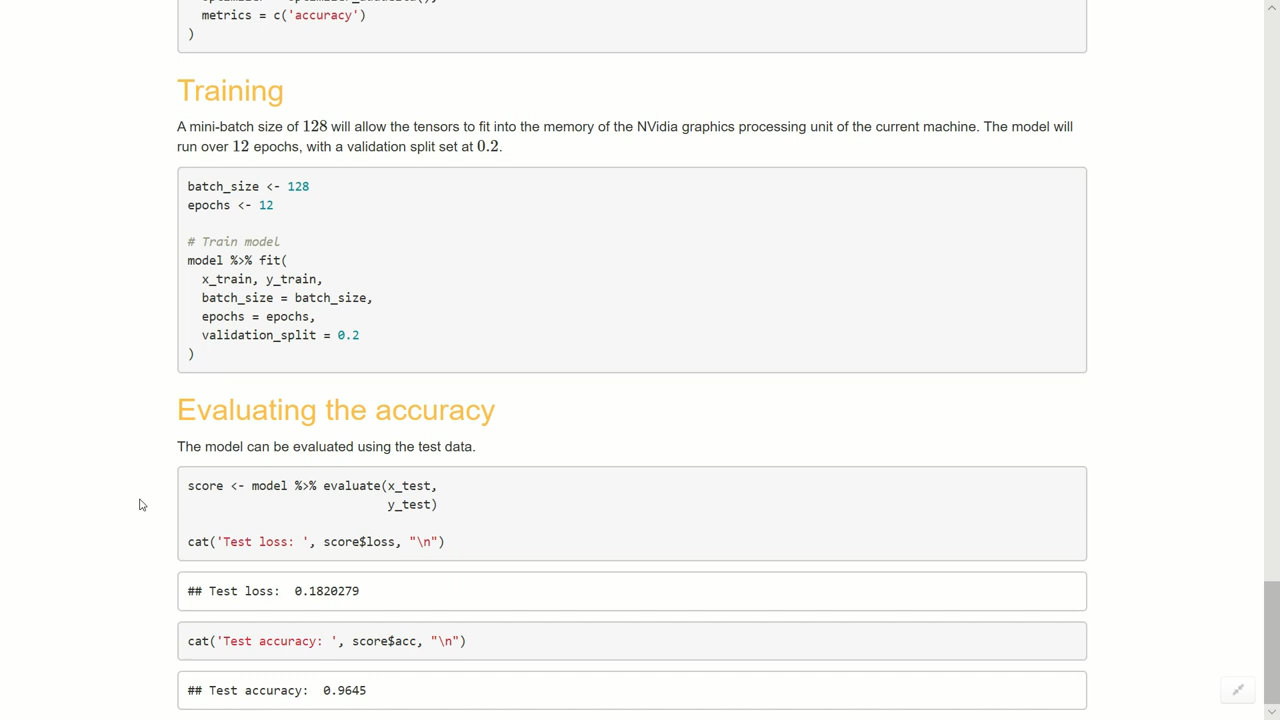 metrics = c('accuracy')
)
Training
A mini-batch size of 128 will allow the tensors to fit into the memory of the NVidia graphics processing unit of the current machine. The model will
run over 12 epochs, with a validation split set at 0.2.
batch_size <- 128
epochs <- 12
# Train model
model %>% fit(
x_train, y_train,
batch_size = batch_size,
epochs = epochs,
validation_split = 0.2
)
Evaluating the accuracy
The model can be evaluated using the test data.
score <- model %>% evaluate(x_test,
y_test)
cat('Test loss: ', score$loss, "\n")
## Test loss:  0.1820279
cat('Test accuracy: ', score$acc, "\n")
## Test accuracy:  0.9645